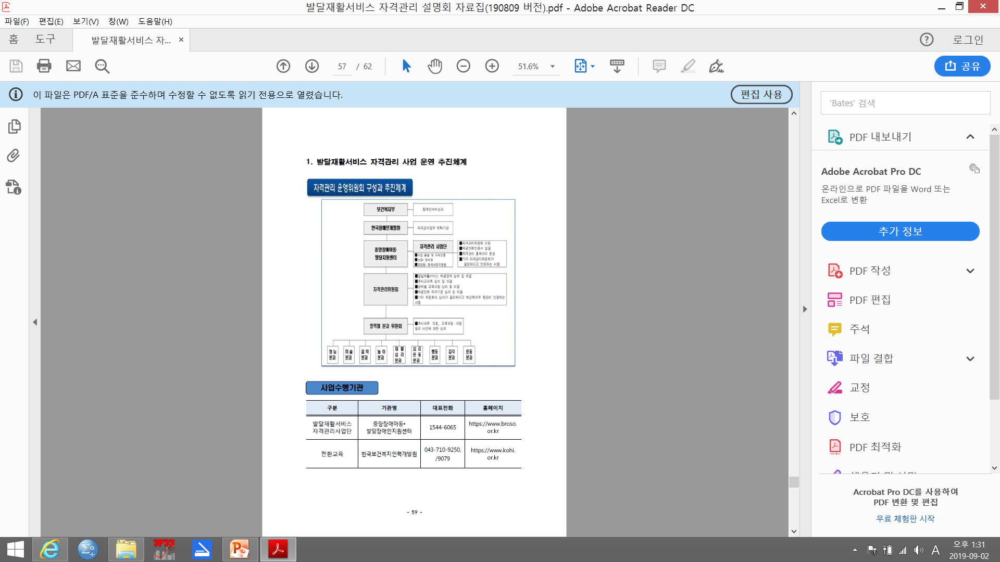 발달재활서비스 자격관리 설명회 자료집(190809 버전).pdf - Adobe Acrobat Reader DC
파일(F) 편집(E) 보기(V) 창(W) 도움말(H)
홈 도구 발달재활서비스 자... × 로그인
57 / 62 51.6% 공유
이 파일은 PDF/A 표준을 준수하며 수정할 수 없도록 읽기 전용으로 열렸습니다. 편집 사용
1. 발달재활서비스 자격관리 사업 운영 추진체계
자격관리 운영위원회 구성과 추진체계
보건복지부 장애인서비스과
한국장애인개발원 자격관리업무 위탁기관
중앙장애아동·
발달지원센터
자격관리 사업단
■사업 총괄 및 자격인증
■단장: 센터장
■담당팀: 장애아동지원팀
■자격관리위원회 지원
■제공인력인증서 발급
■자격관리 홈페이지 운영
■기타 자격관리위원회가
필요하다고 인정하는 사항
자격관리위원회
■발달재활서비스 제공영역 심의 및 의결
■유사교과목 심의 및 의결
■영역별 교육과정 심의 및 의결
■제공인력 자격기준 심의 및 의결
■기타 위원회의 심의가 필요하다고 보건복지부 장관이 인정하는
사항
영역별 분과 위원회
■유사과목 요청, 교육과정 개정
등의 사안에 대한 심의
청능
분과
미술
분과
음악
분과
놀이
분과
재활
심리
분과
심리
운동
분과
행동
분과
감각
분과
운동
분과
사업수행기관
구분 기관명 대표전화 홈페이지
발달재활서비스
자격관리사업단
중앙장애아동•
발달장애인지원센터
1544-6065
https://www.broso.
or.kr
전환교육
한국보건복지인력개발원
043-710-9250,
/9079
https://www.kohi.
or.kr
- 59 -
'Bates' 검색
PDF 내보내기
Adobe Acrobat Pro DC
온라인으로 PDF 파일을 Word 또는
Excel로 변환
추가 정보
PDF 작성
PDF 편집
주석
파일 결합
교정
보호
PDF 최적화
Acrobat Pro DC를 사용하여
PDF 변환 및 편집
무료 체험판 시작
Σα
SPSS
A
오후 1:31
2019-09-02